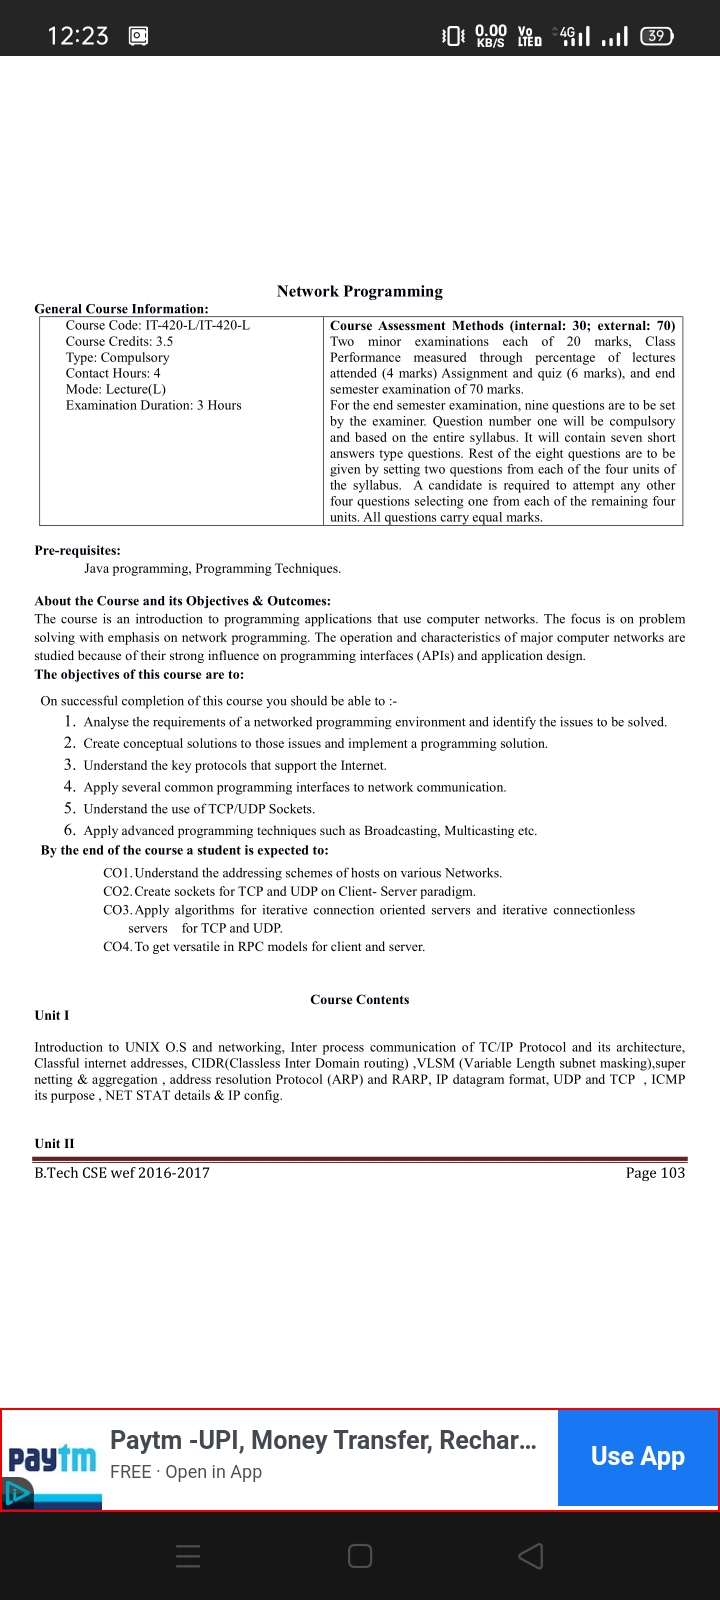 12:23
0.00 KB/S
Vo LTED
4G
39
Network Programming
General Course Information:
Course Code: IT-420-L/IT-420-L
Course Credits: 3.5
Type: Compulsory
Contact Hours: 4
Mode: Lecture(L)
Examination Duration: 3 Hours
Course Assessment Methods (internal: 30; external: 70)
Two minor examinations each of 20 marks, Class
Performance measured through percentage of lectures
attended (4 marks) Assignment and quiz (6 marks), and end
semester examination of 70 marks.
For the end semester examination, nine questions are to be set
by the examiner. Question number one will be compulsory
and based on the entire syllabus. It will contain seven short
answers type questions. Rest of the eight questions are to be
given by setting two questions from each of the four units of
the syllabus. A candidate is required to attempt any other
four questions selecting one from each of the remaining four
units. All questions carry equal marks.
Pre-requisites:
Java programming, Programming Techniques.
About the Course and its Objectives & Outcomes:
The course is an introduction to programming applications that use computer networks. The focus is on problem
solving with emphasis on network programming. The operation and characteristics of major computer networks are
studied because of their strong influence on programming interfaces (APIs) and application design.
The objectives of this course are to:
On successful completion of this course you should be able to :-
1. Analyse the requirements of a networked programming environment and identify the issues to be solved.
2. Create conceptual solutions to those issues and implement a programming solution.
3. Understand the key protocols that support the Internet.
4. Apply several common programming interfaces to network communication.
5. Understand the use of TCP/UDP Sockets.
6. Apply advanced programming techniques such as Broadcasting, Multicasting etc.
By the end of the course a student is expected to:
CO1. Understand the addressing schemes of hosts on various Networks.
CO2. Create sockets for TCP and UDP on Client- Server paradigm.
CO3. Apply algorithms for iterative connection oriented servers and iterative connectionless
servers for TCP and UDP.
CO4. To get versatile in RPC models for client and server.
Course Contents
Unit I
Introduction to UNIX O.S and networking, Inter process communication of TC/IP Protocol and its architecture,
Classful internet addresses, CIDR(Classless Inter Domain routing) ,VLSM (Variable Length subnet masking),super
netting & aggregation , address resolution Protocol (ARP) and RARP, IP datagram format, UDP and TCP , ICMP
its purpose , NET STAT details & IP config.
Unit II
B.Tech CSE wef 2016-2017
Page 103
paytm
Paytm -UPI, Money Transfer, Rechar...
FREE · Open in App
Use App